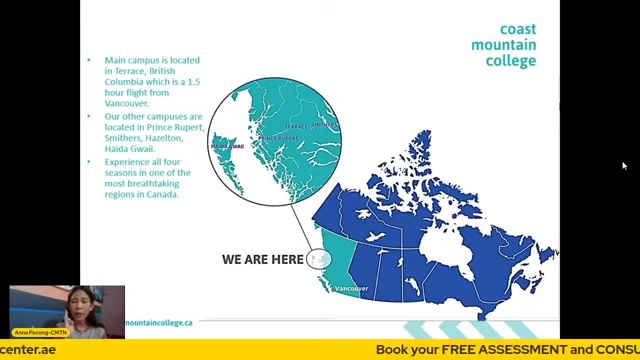 coast
mountain
college
Main campus is located
in Terrace, British
Columbia which is a 1.5
hour flight from
Vancouver.
Our other campuses are
located in Prince Rupert,
Smithers, Hazelton,
Haida Gwaii.
Experience all four
seasons in one of the
most breathtaking
regions in Canada.
TERRACE SMITHERS
PRINCE RUPERT
HAIDA GWAII
WE ARE HERE
Vancouver
Anna Pocong-CMTN
mountaincollege.ca
center.ae Book your FREE ASSESSMENT and CONSU